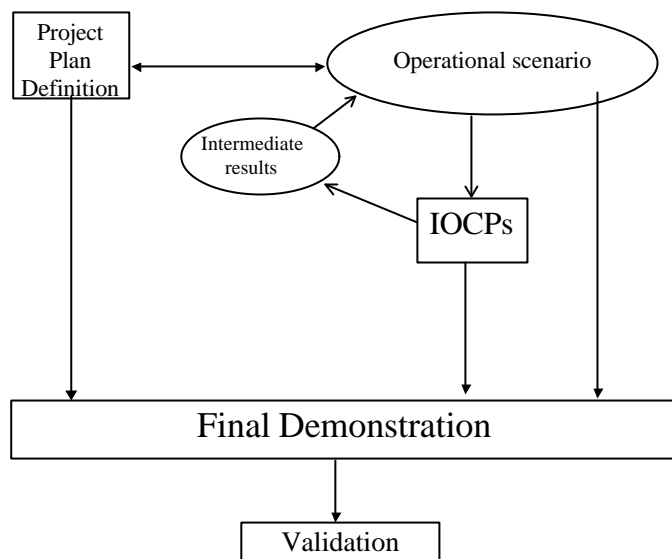 Project
Plan
Definition
Operational scenario
Intermediate
results
IOCPs
Final Demonstration
Validation